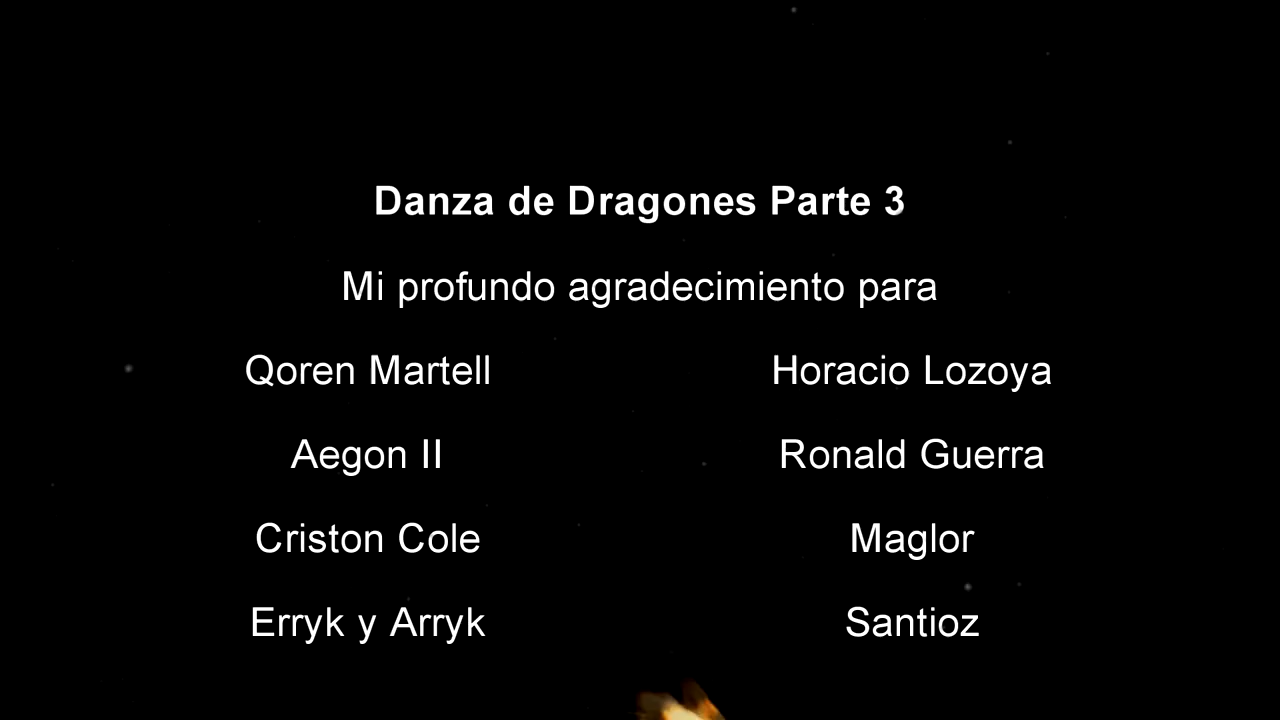 Danza de Dragones Parte 3
Mi profundo agradecimiento para
Qoren Martell Horacio Lozoya
Aegon II Ronald Guerra
Criston Cole Maglor
Erryk y Arryk Santioz